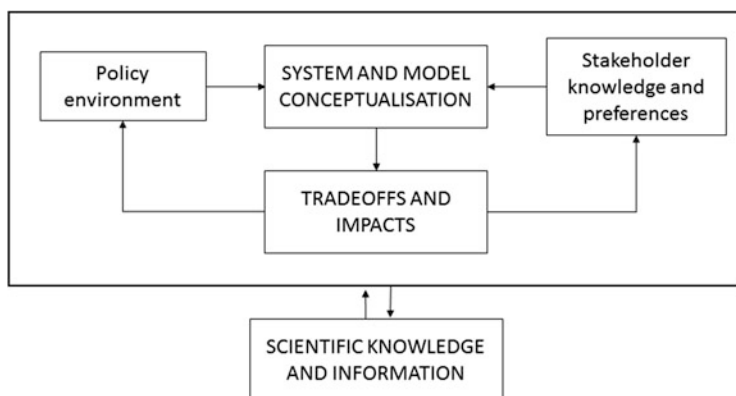 Policy
environment
SYSTEM AND MODEL
CONCEPTUALISATION
Stakeholder
knowledge and
preferences
TRADEOFFS AND
IMPACTS
SCIENTIFIC KNOWLEDGE
AND INFORMATION